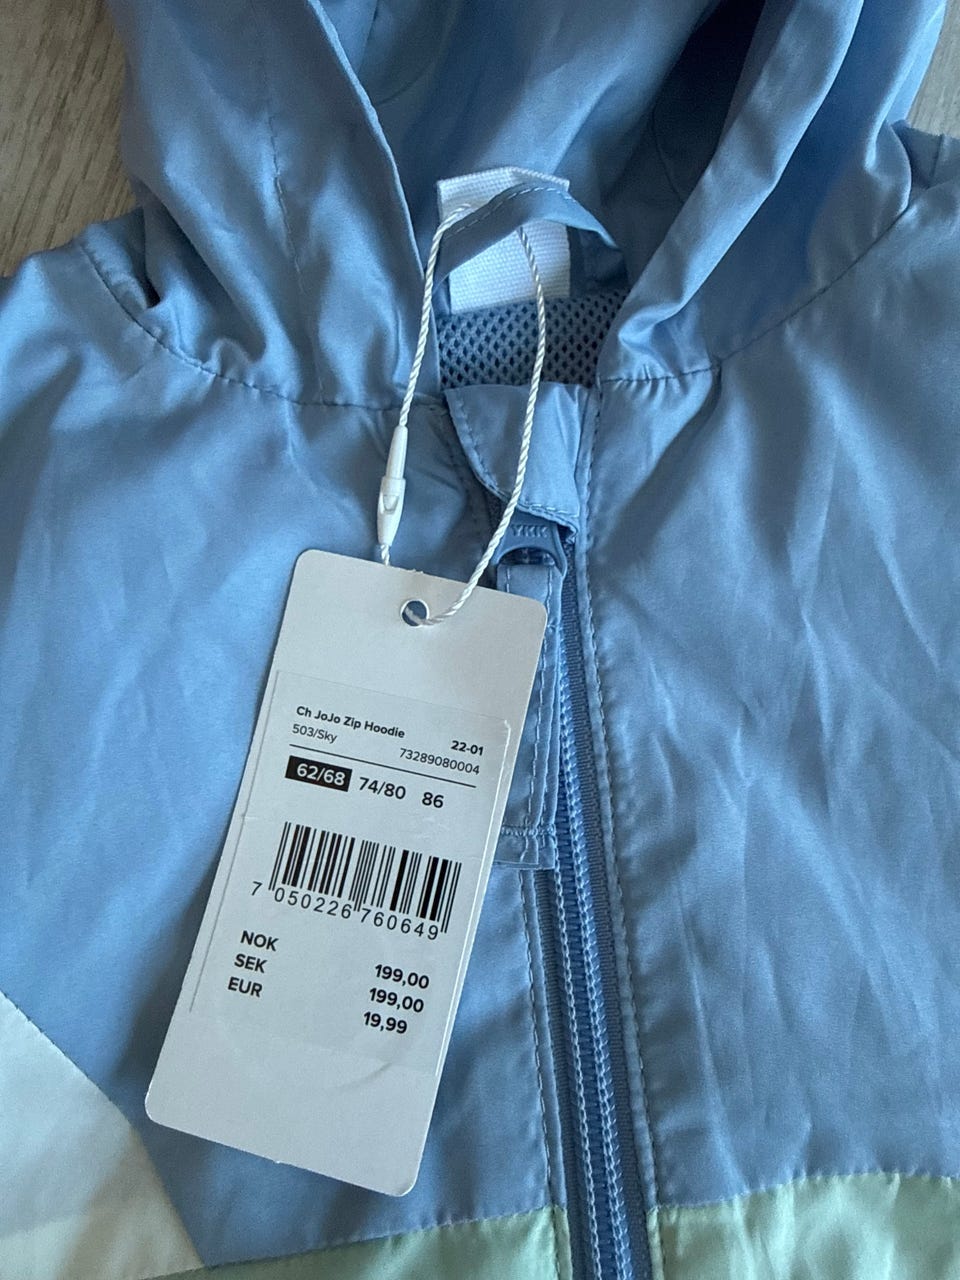 YKK
Ch JoJo Zip Hoodie 22-01
503/Sky 73289080004
62/68 74/80 86
7 050226 760649
NOK 199,00
SEK 199,00
EUR 19,99